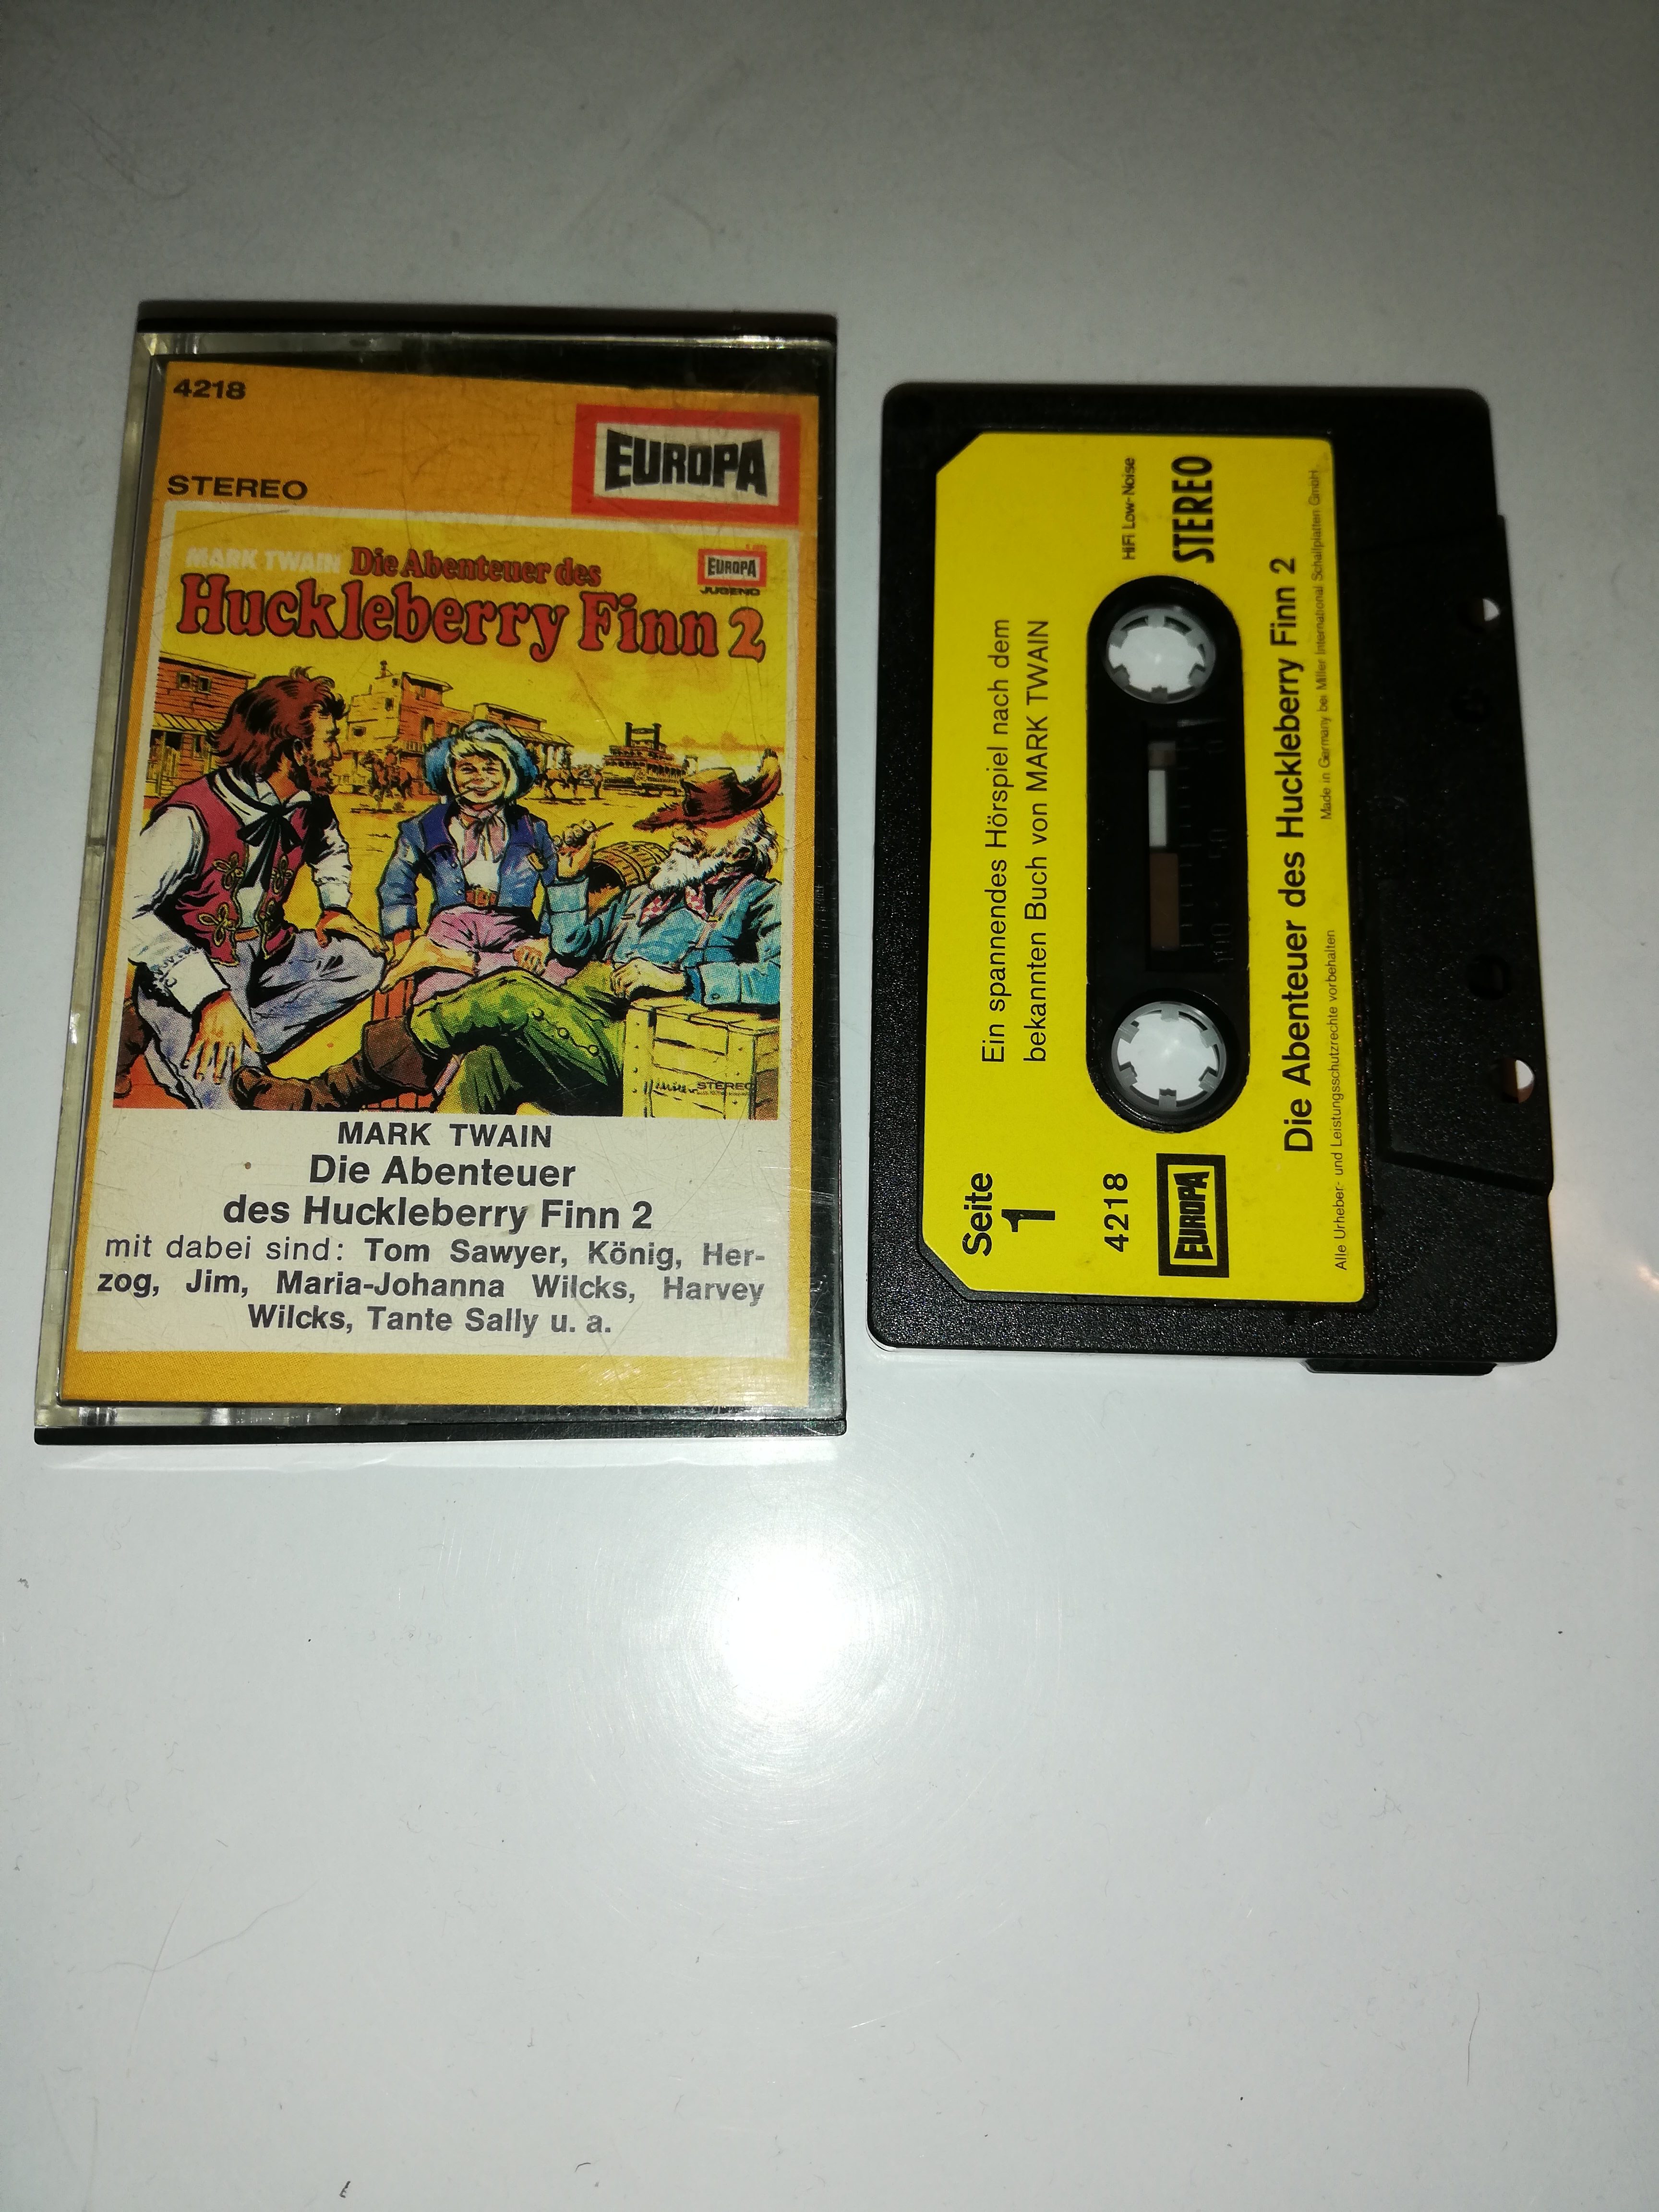 4218
EUROPA
STEREO
MARK TWAIN Die Abenteuer des
EUROPA
JUGEND
Huckleberry Finn 2
STEREO
MARK TWAIN
Die Abenteuer
des Huckleberry Finn 2
mit dabei sind: Tom Sawyer, König, Her-
zog, Jim, Maria-Johanna Wilcks, Harvey
Wilcks, Tante Sally u. a.
Seite
1
Ein spannendes Hörspiel nach dem
bekannten Buch von MARK TWAIN
4218
EUROPA
HiFi Low-Noise
STEREO
100 50
Die Abenteuer des Huckleberry Finn 2
Made in Germany bei Miller International Schallplatten GmbH
Alle Urheber- und Leistungsschutzrechte vorbehalten